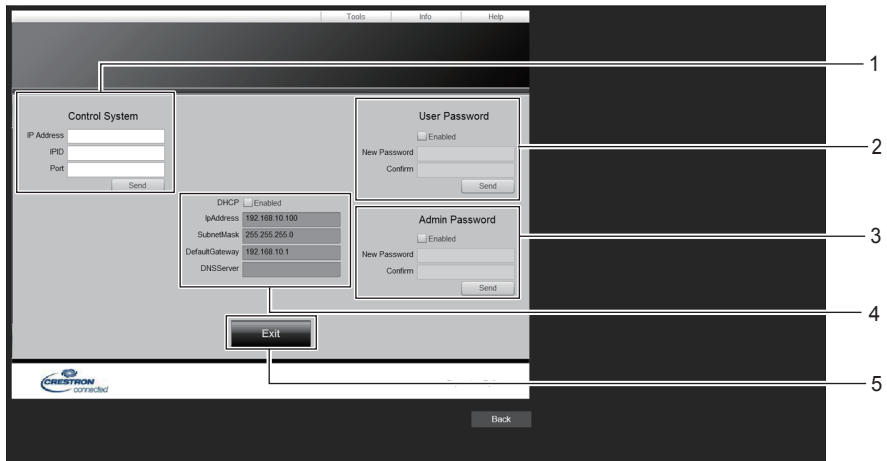 Tools Info Help
1
Control System
IP Address
IPID
Port
Send
User Password
Enabled
New Password
Confirm
Send
2
DHCP Enabled
IpAddress 192.168.10.100
SubnetMask 255.255.255.0
DefaultGateway 192.168.10.1
DNSServer
Admin Password
Enabled
New Password
Confirm
Send
3
4
Exit
5
CRESTRON
connected
Back